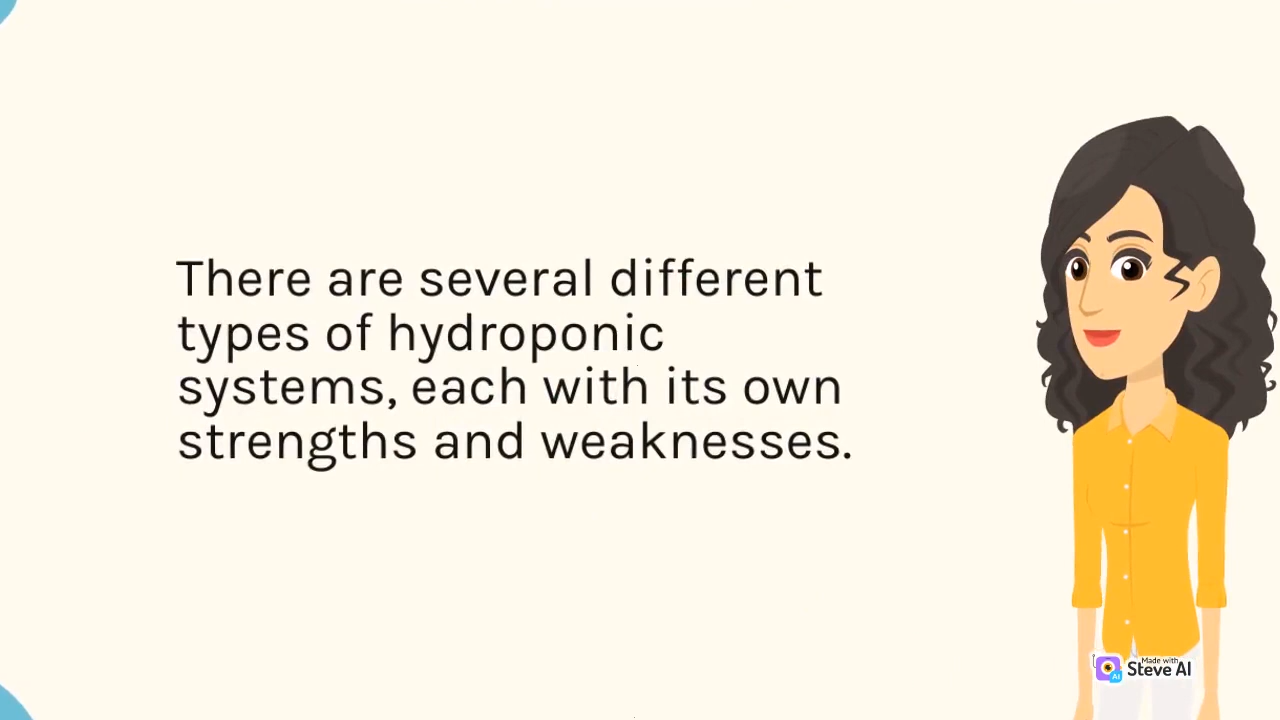 There are several different
types of hydroponic
systems, each with its own
strengths and weaknesses.
Made with
Steve AI
AI